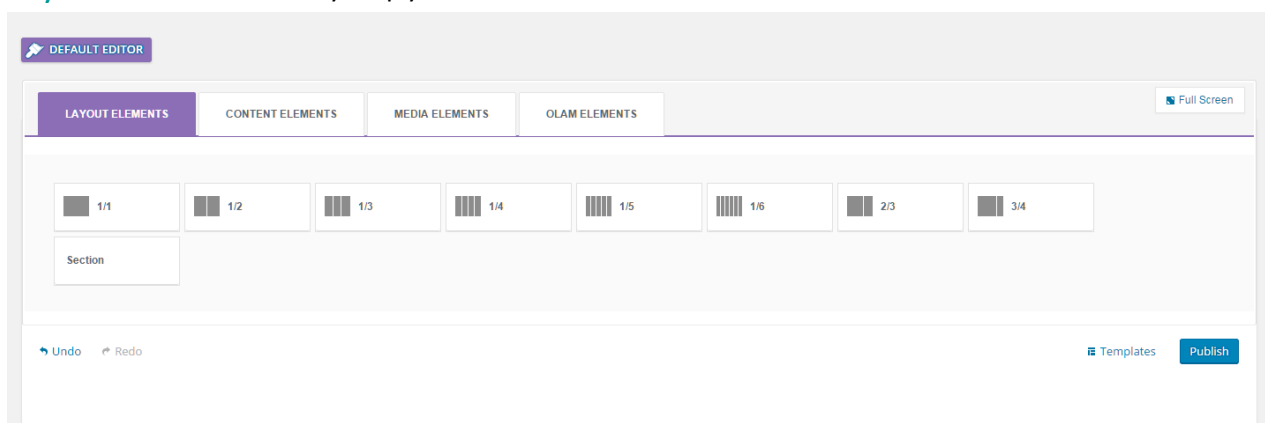 DEFAULT EDITOR
LAYOUT ELEMENTS CONTENT ELEMENTS MEDIA ELEMENTS OLAM ELEMENTS Full Screen
1/1 1/2 1/3 1/4 1/5 1/6 2/3 3/4
Section
Undo Redo Templates Publish